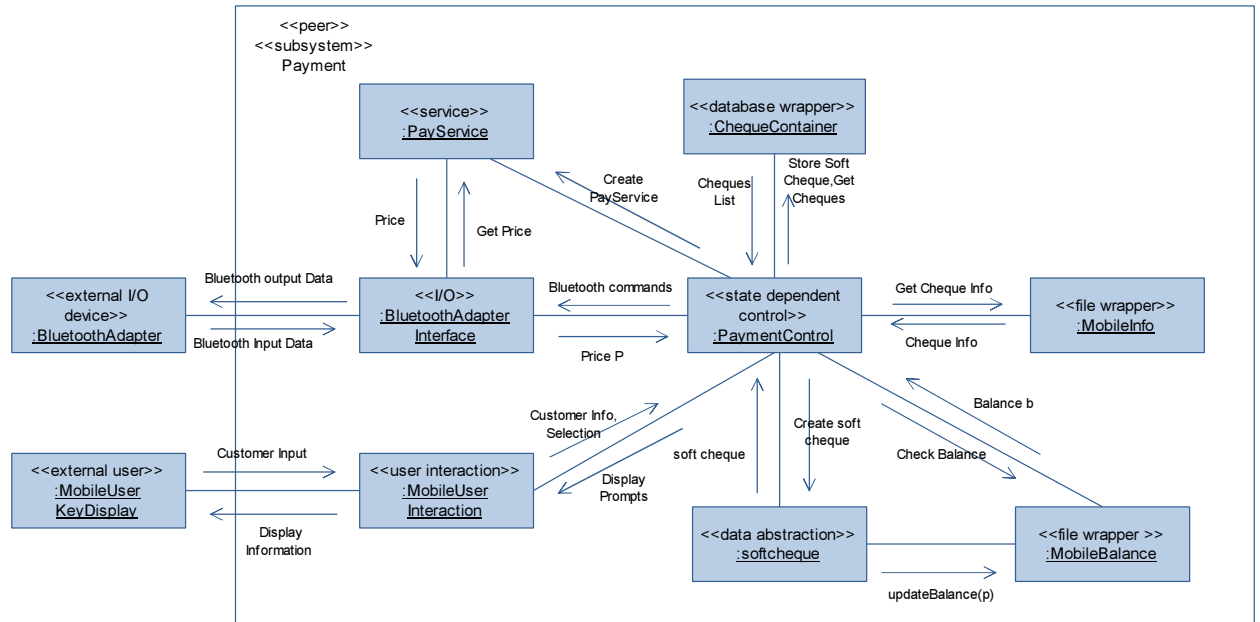 <<peer>>
<<subsystem>>
Payment
<<service>>
:PayService
<<database wrapper>>
:ChequeContainer
Create
PayService
Cheques
List
Store Soft
Cheque,Get
Cheques
Price
Get Price
<<external I/O
device>>
:BluetoothAdapter
Bluetooth output Data
Bluetooth Input Data
<<I/O>>
:BluetoothAdapter
Interface
Bluetooth commands
Price P
<<state dependent
control>>
:PaymentControl
Get Cheque Info
Cheque Info
<<file wrapper>>
:MobileInfo
Customer Info,
Selection
Display
Prompts
soft cheque
Create soft
cheque
Balance b
Check Balance
<<external user>>
:MobileUser
KeyDisplay
Customer Input
Display
Information
<<user interaction>>
:MobileUser
Interaction
<<data abstraction>>
:softcheque
updateBalance(p)
<<file wrapper >>
:MobileBalance